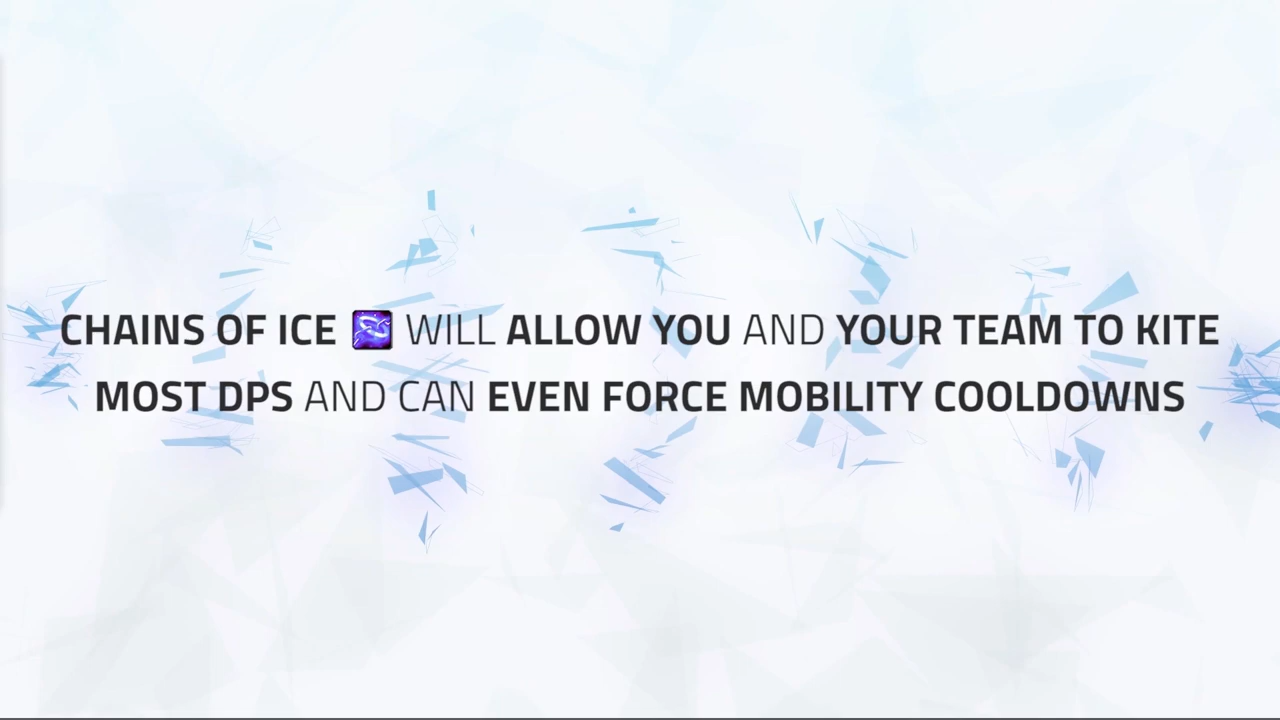 CHAINS OF ICE WILL ALLOW YOU AND YOUR TEAM TO KITE
MOST DPS AND CAN EVEN FORCE MOBILITY COOLDOWNS